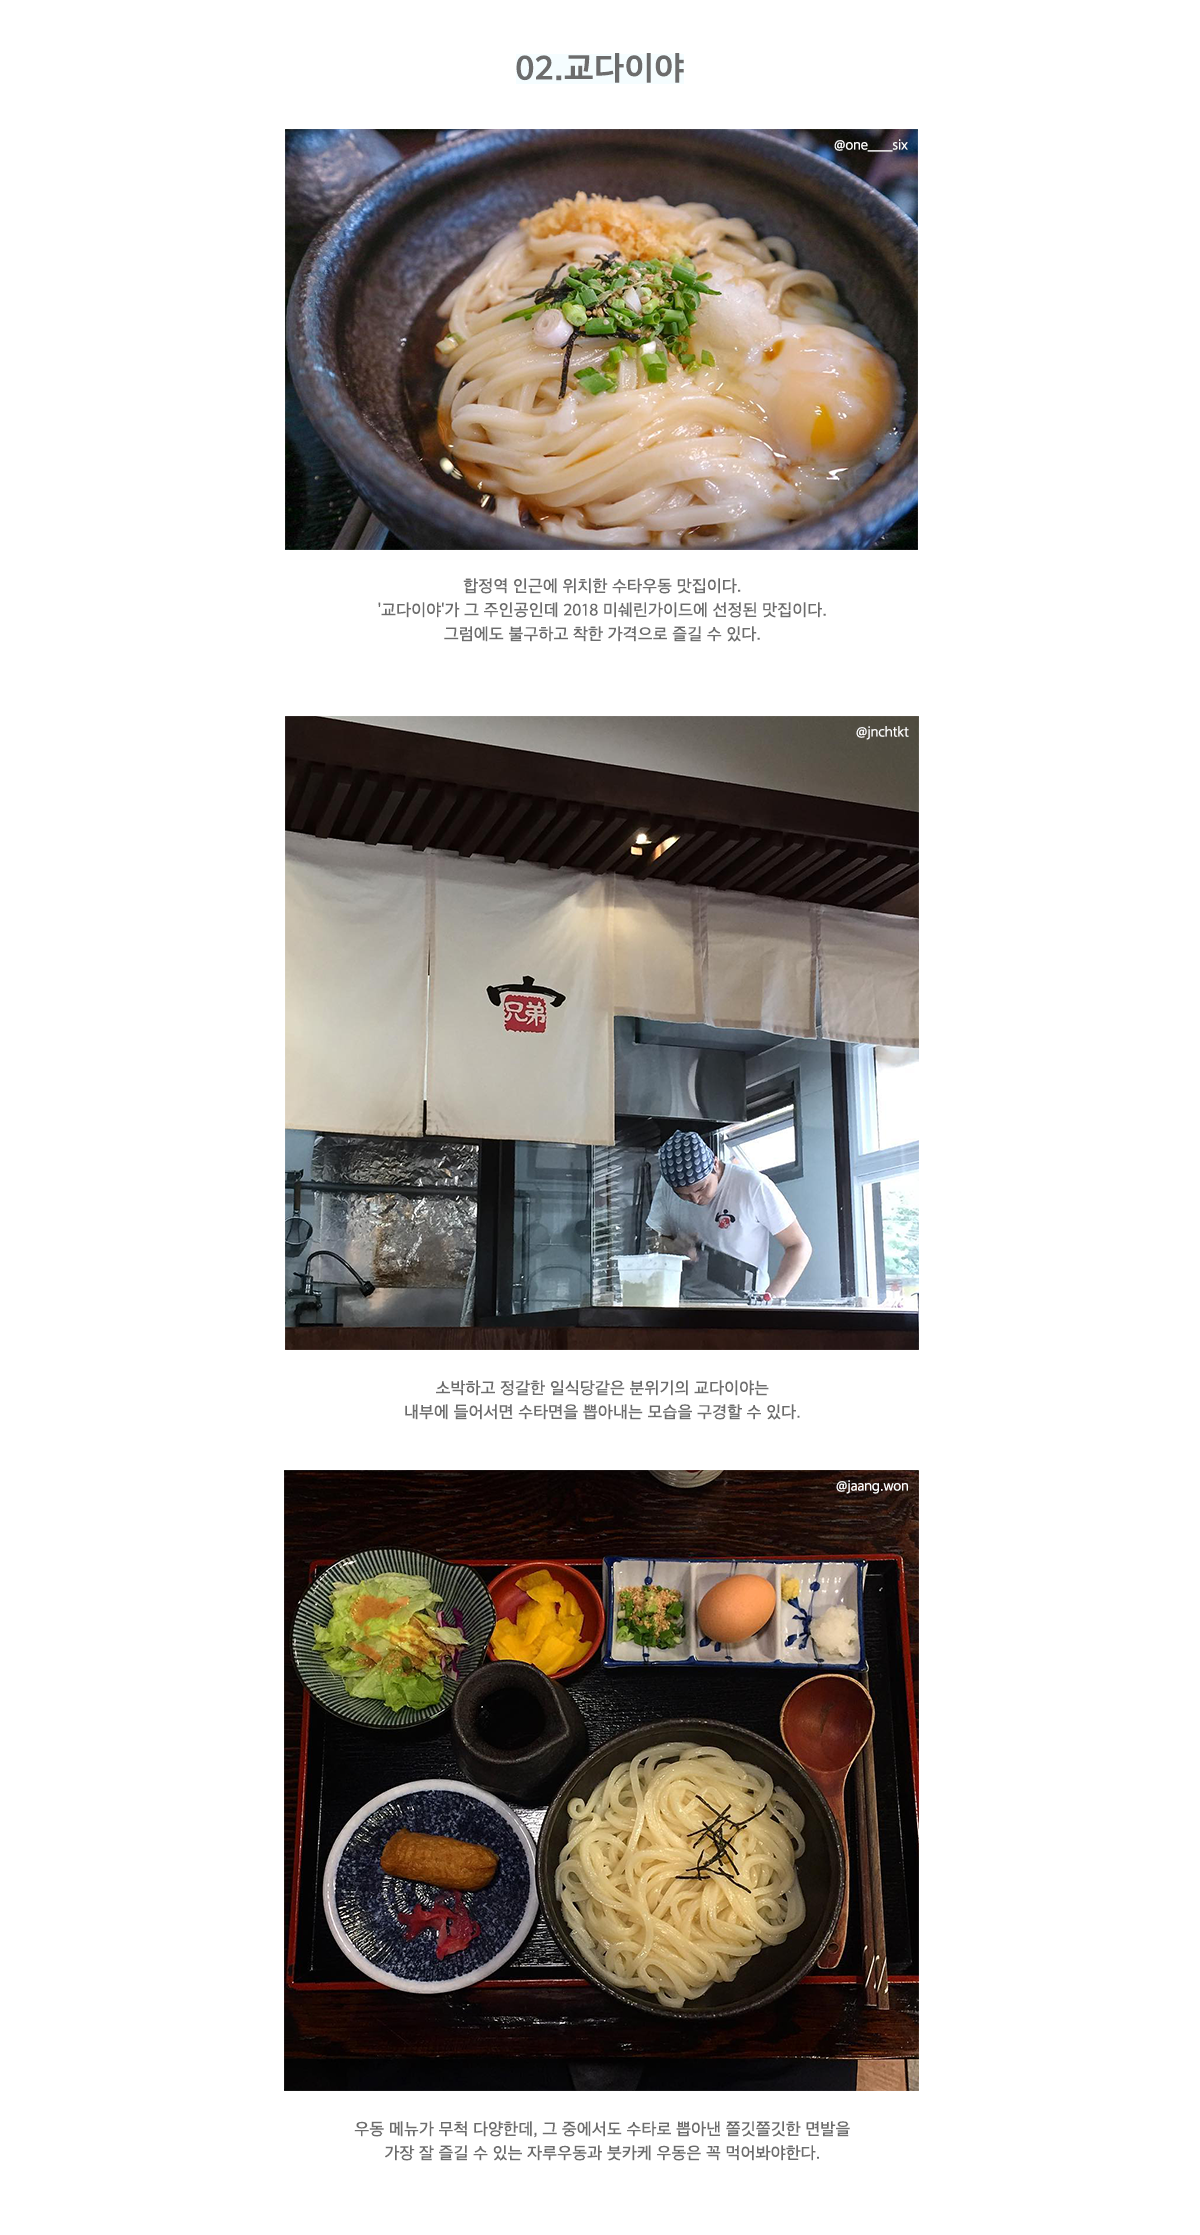 02.교다이야
@one____six
합정역 인근에 위치한 수타우동 맛집이다.
'교다이야'가 그 주인공인데 2018 미쉐린가이드에 선정된 맛집이다.
그럼에도 불구하고 착한 가격으로 즐길 수 있다.
@jnchtkt
兄弟
소박하고 정갈한 일식당같은 분위기의 교다이야는
내부에 들어서면 수타면을 뽑아내는 모습을 구경할 수 있다.
@jaang.won
우동 메뉴가 무척 다양한데, 그 중에서도 수타로 뽑아낸 쫄깃쫄깃한 면발을
가장 잘 즐길 수 있는 자루우동과 붓카케 우동은 꼭 먹어봐야한다.